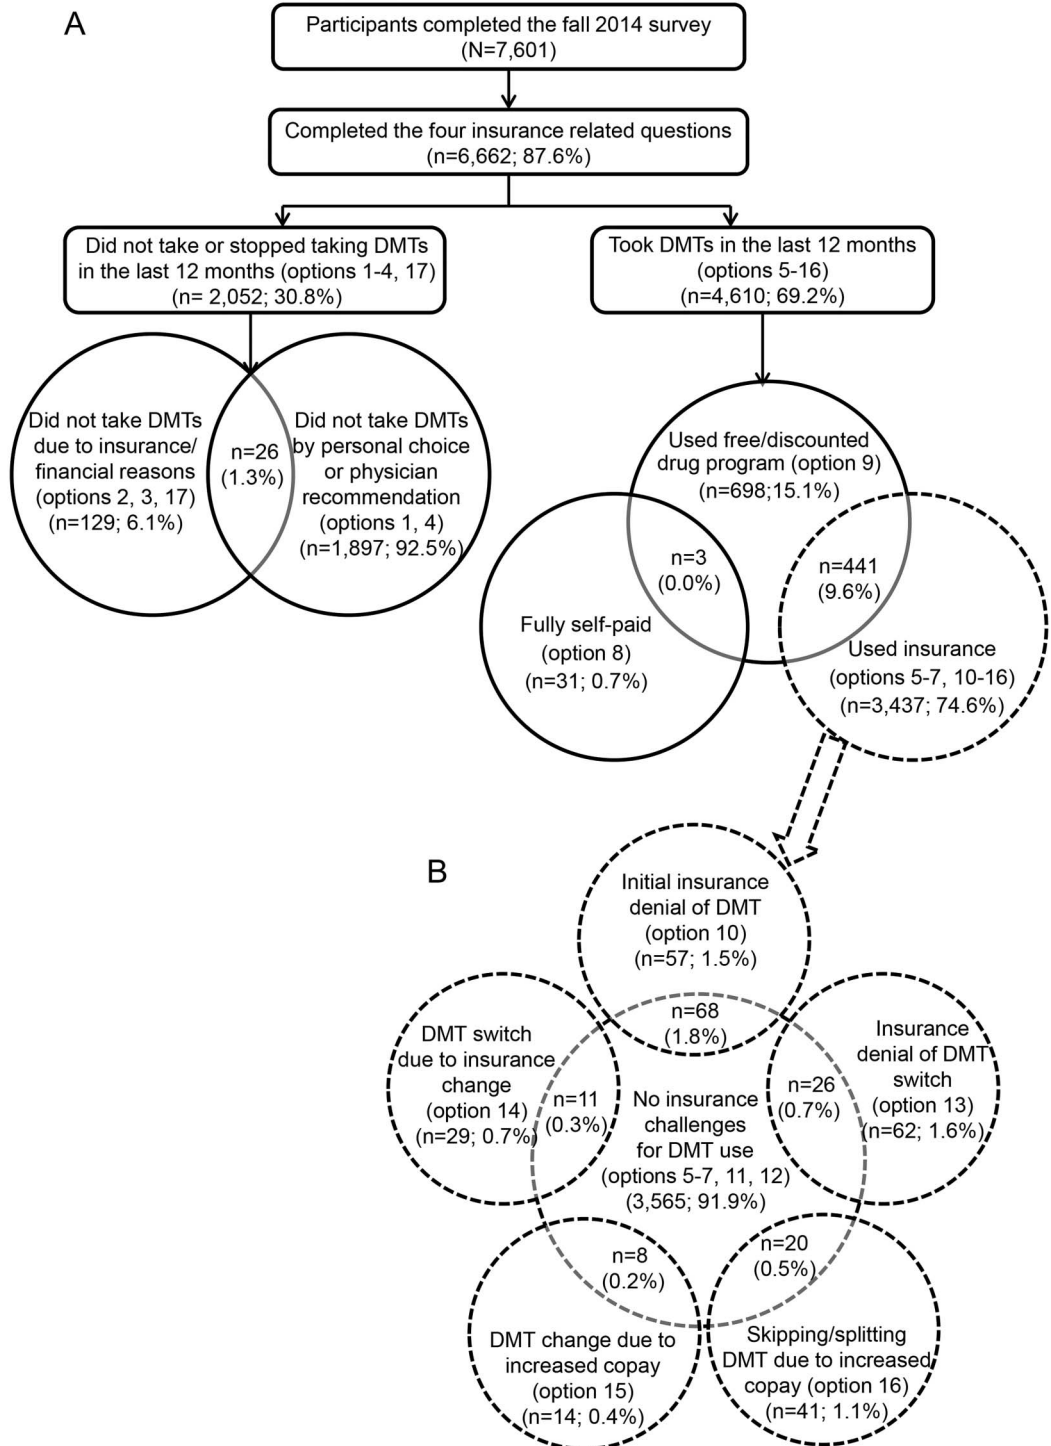 A
Participants completed the fall 2014 survey
(N=7,601)
Completed the four insurance related questions
(n=6,662; 87.6%)
Did not take or stopped taking DMTs
in the last 12 months (options 1-4, 17)
(n= 2,052; 30.8%)
Took DMTs in the last 12 months
(options 5-16)
(n=4,610; 69.2%)
Did not take DMTs
due to insurance/
financial reasons
(options 2, 3, 17)
(n=129; 6.1%)
n=26
(1.3%)
Did not take DMTs
by personal choice
or physician
recommendation
(options 1, 4)
(n=1,897; 92.5%)
Used free/discounted
drug program (option 9)
(n=698;15.1%)
n=3
(0.0%)
n=441
(9.6%)
Fully self-paid
(option 8)
(n=31; 0.7%)
Used insurance
(options 5-7, 10-16)
(n=3,437; 74.6%)
B
Initial insurance
denial of DMT
(option 10)
(n=57; 1.5%)
n=68
(1.8%)
DMT switch
due to insurance
change
(option 14)
(n=29; 0.7%)
n=11
(0.3%)
No insurance
challenges
for DMT use
(options 5-7, 11, 12)
(3,565; 91.9%)
n=26
(0.7%)
Insurance
denial of DMT
switch
(option 13)
(n=62; 1.6%)
n=8
(0.2%)
n=20
(0.5%)
DMT change due to
increased copay
(option 15)
(n=14; 0.4%)
Skipping/splitting
DMT due to increased
copay (option 16)
(n=41; 1.1%)